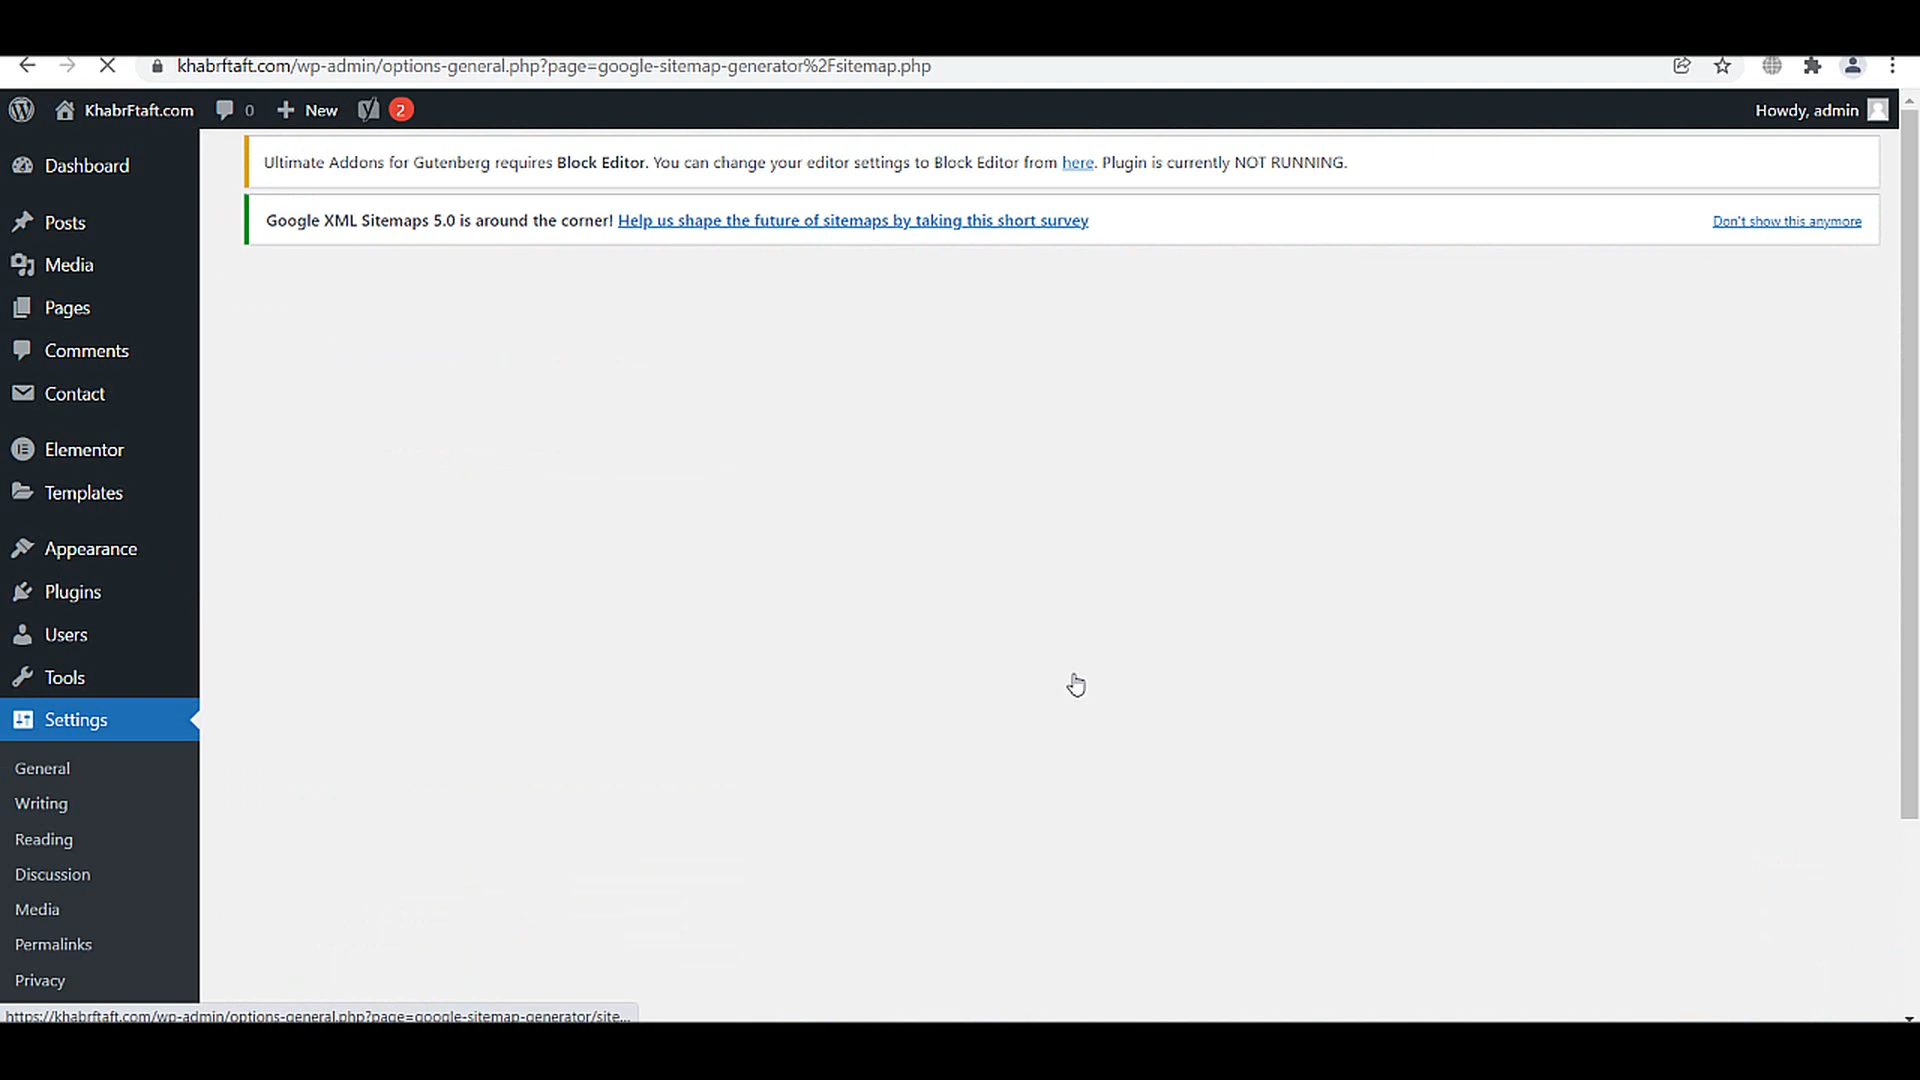 khabrftaft.com/wp-admin/options-general.php?page=google-sitemap-generator%2Fsitemap.php
KhabrFtaft.com 0 New 2 Howdy, admin
Dashboard
Posts
Media
Pages
Comments
Contact
Elementor
Templates
Appearance
Plugins
Users
Tools
Settings
General
Writing
Reading
Discussion
Media
Permalinks
Privacy
Ultimate Addons for Gutenberg requires Block Editor. You can change your editor settings to Block Editor from here. Plugin is currently NOT RUNNING.
Google XML Sitemaps 5.0 is around the corner! Help us shape the future of sitemaps by taking this short survey Don't show this anymore
https://khabrftaft.com/wp-admin/options-general.php?page=google-sitemap-generator/site...